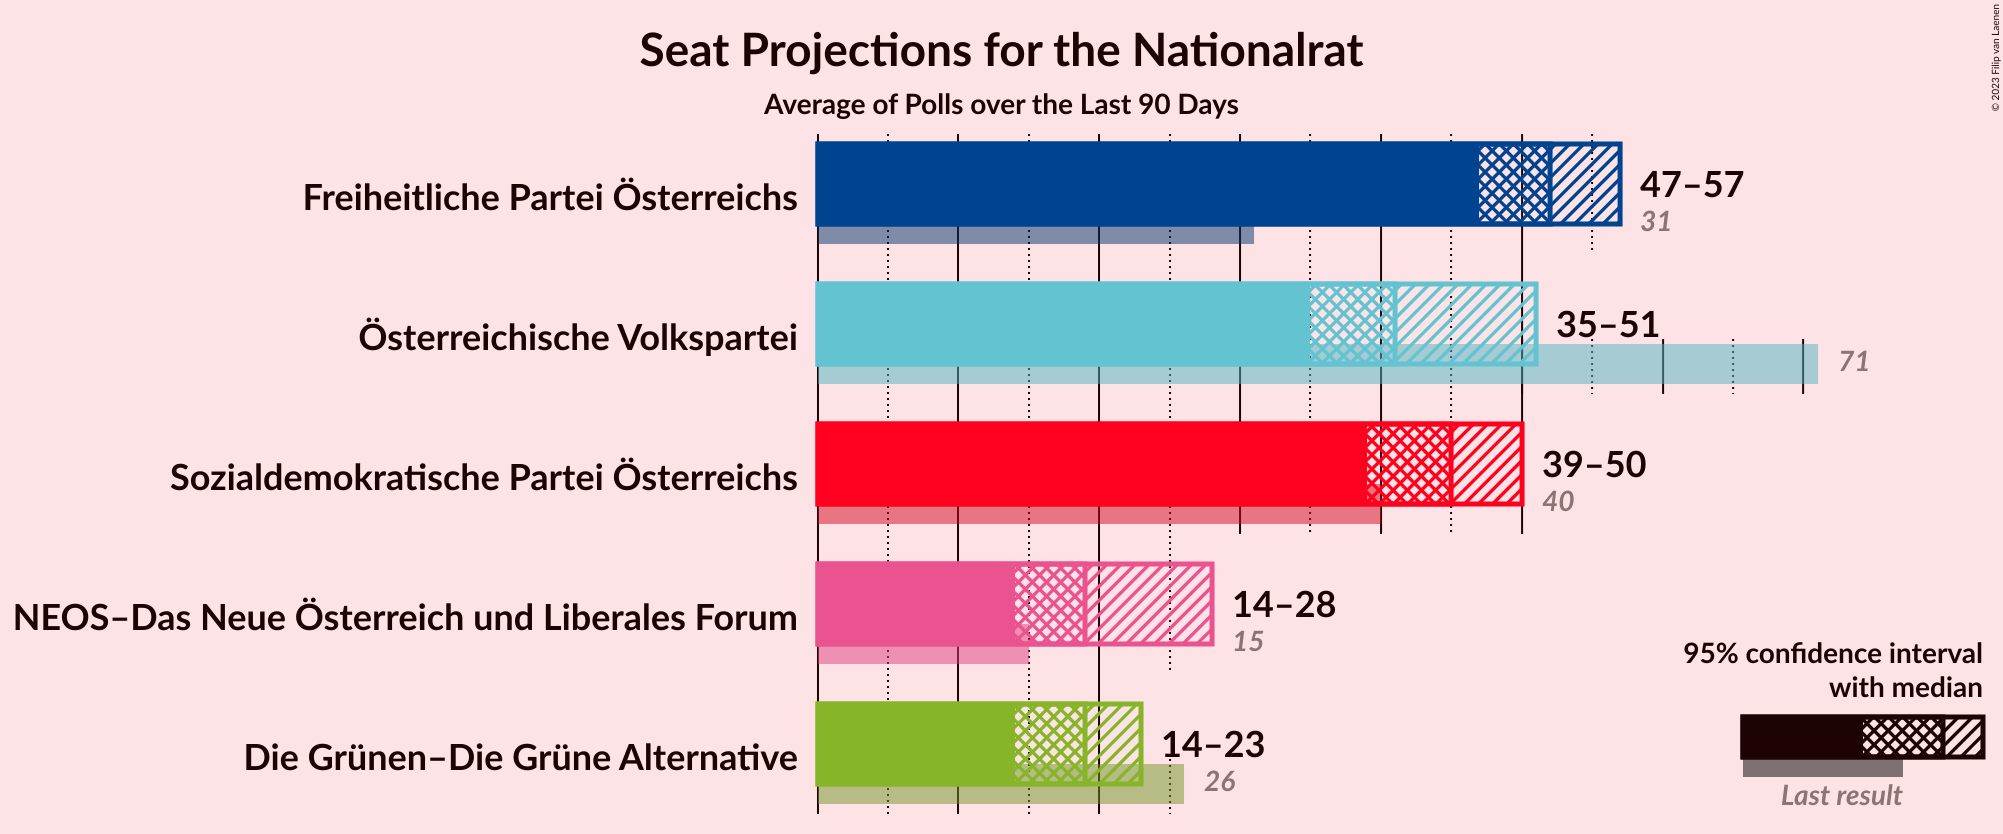 Seat Projections for the Nationalrat
Average of Polls over the Last 90 Days
© 2023 Filip van Laenen
Freiheitliche Partei Österreichs
47–57
31
Österreichische Volkspartei
35–51
71
Sozialdemokratische Partei Österreichs
39–50
40
NEOS–Das Neue Österreich und Liberales Forum
14–28
15
Die Grünen–Die Grüne Alternative
14–23
26
95% confidence interval
with median
Last result